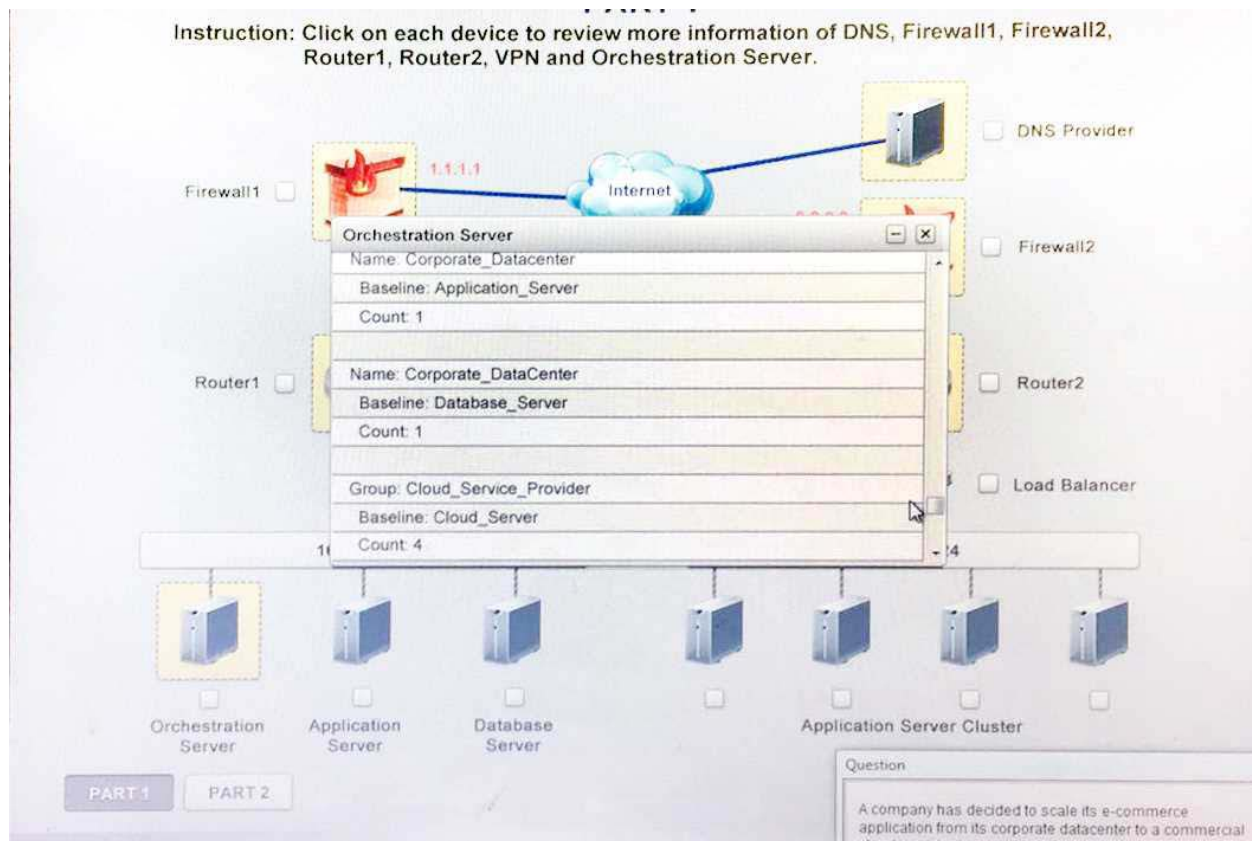 Instruction: Click on each device to review more information of DNS, Firewall1, Firewall2,
Router1, Router2, VPN and Orchestration Server.
DNS Provider
1.1.1.1
Firewall1
Internet
Orchestration Server
Firewall2
Name: Corporate_Datacenter
Baseline: Application_Server
Count: 1
Name: Corporate_DataCenter
Router1
Router2
Baseline: Database_Server
Count: 1
Group: Cloud_Service_Provider
Load Balancer
Baseline: Cloud_Server
Count: 4
Orchestration
Server
Application
Server
Database
Server
Application Server Cluster
Question
PART 1
PART 2
A company has decided to scale its e-commerce
application from its corporate datacenter to a commercial